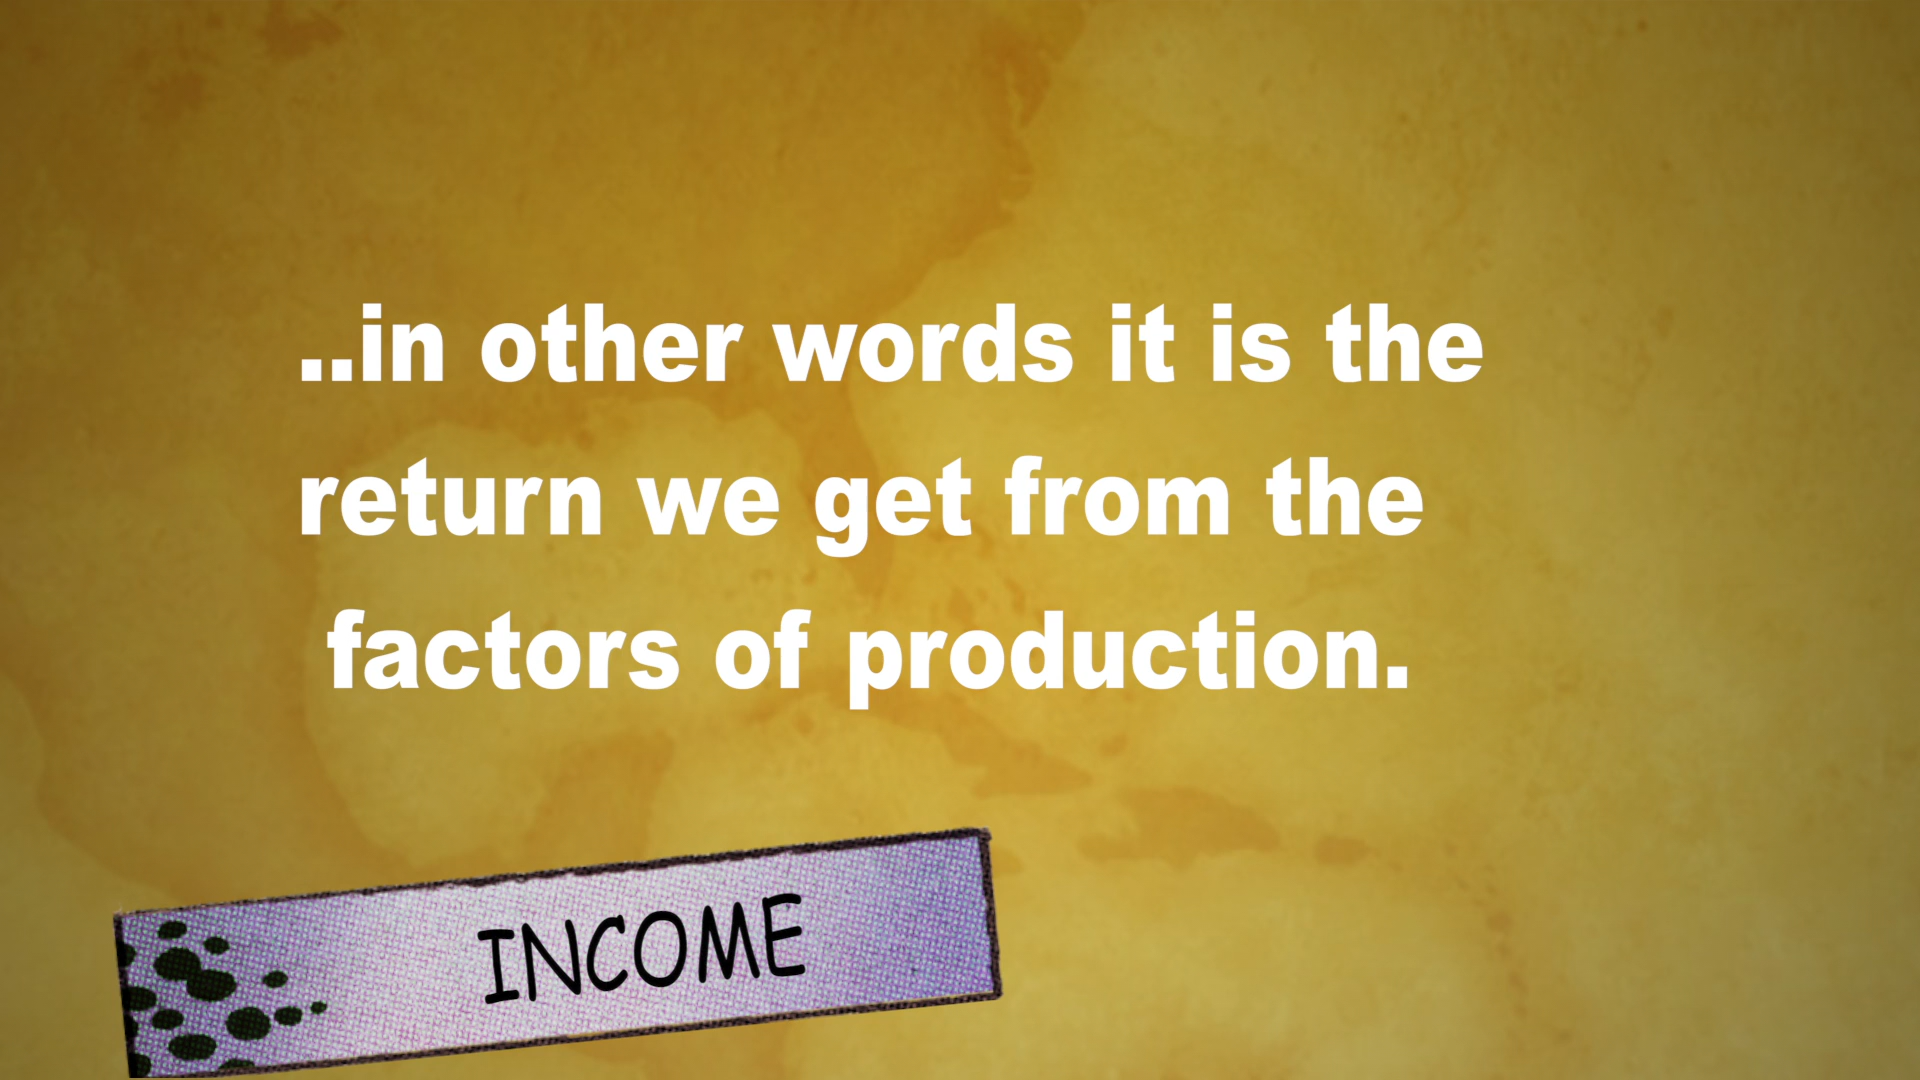 ..in other words it is the
return we get from the
factors of production.
INCOME